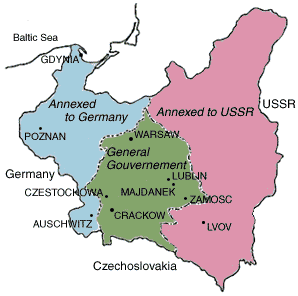 Baltic Sea
GDYNIA
Annexed
to Germany
Annexed to USSR
USSR
POZNAN
WARSAW
General
Gouvernement
Germany
LUBLIN
CZESTOCKOWA
MAJDANEK
ZAMOSC
AUSCHWITZ
CRACKOW
LVOV
Czechoslovakia